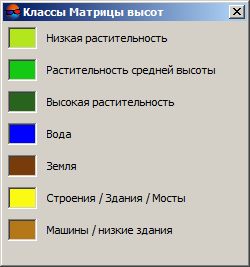 Классы Матрицы высот
Низкая растительность
Растительность средней высоты
Высокая растительность
Вода
Земля
Строения / Здания / Мосты
Машины / низкие здания